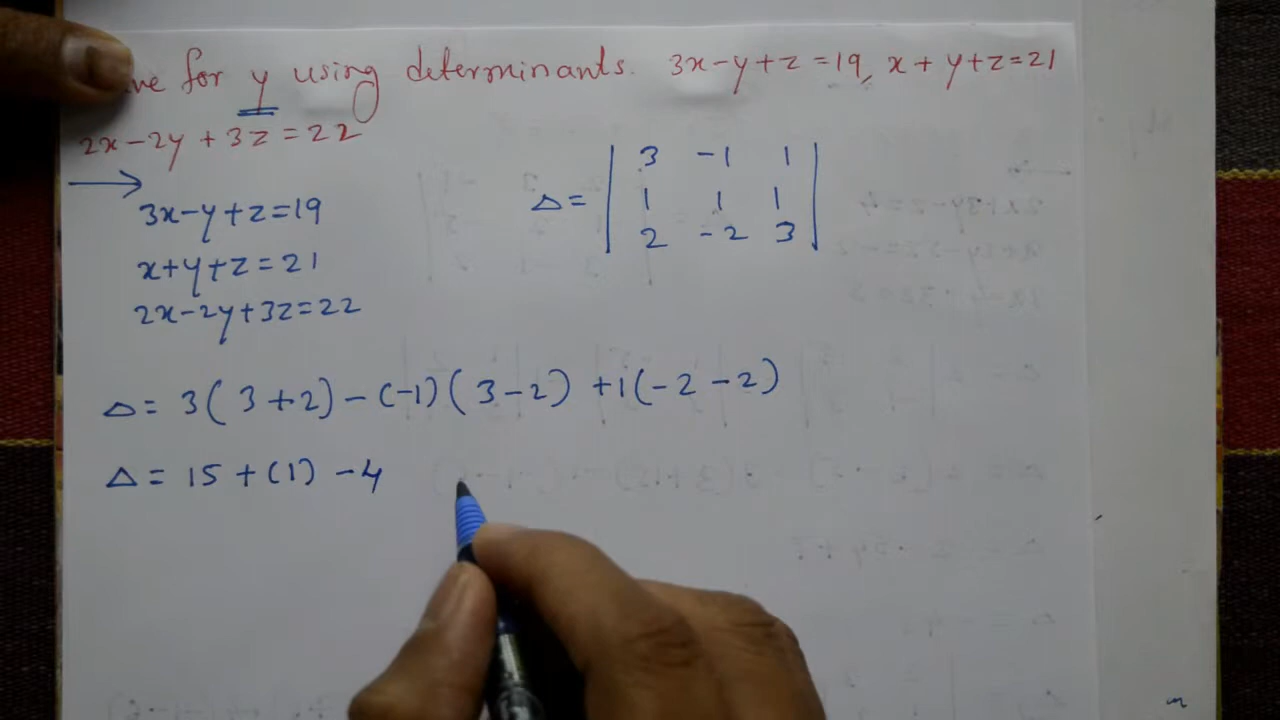 for y using determinants. 3x-y+z=19, x+y+z=21
2x-2y+3z=22
3x-y+z=19
x+y+z=21
2x-2y+3z=22
Δ= | 3 -1 1 |
| 1 1 1 |
| 2 -2 3 |
Δ= 3(3+2)-(-1)(3-2)+1(-2-2)
Δ= 15+(1)-4